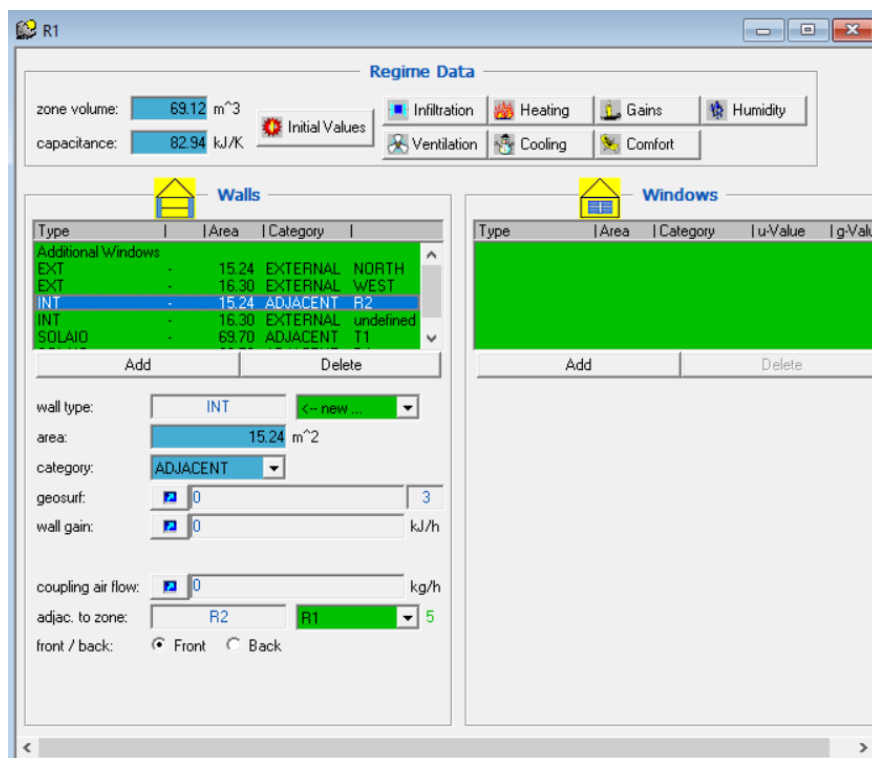 R1
Regime Data
zone volume: 69.12 m^3
capacitance: 82.94 kJ/K
Initial Values
Infiltration Heating Gains Humidity
Ventilation Cooling Comfort
Walls
Type | | Area | Category |
Additional Windows
EXT - 15.24 EXTERNAL NORTH
EXT - 16.30 EXTERNAL WEST
INT - 15.24 ADJACENT R2
INT - 16.30 EXTERNAL undefined
SOLAIO - 69.70 ADJACENT T1
Add Delete
wall type: INT <-- new ...
area: 15.24 m^2
category: ADJACENT
geosurf: 0 3
wall gain: 0 kJ/h
coupling air flow: 0 kg/h
adjac. to zone: R2 R1 5
front / back: Front Back
Windows
Type | Area | Category | u-Value | g-Valu
Add Delete